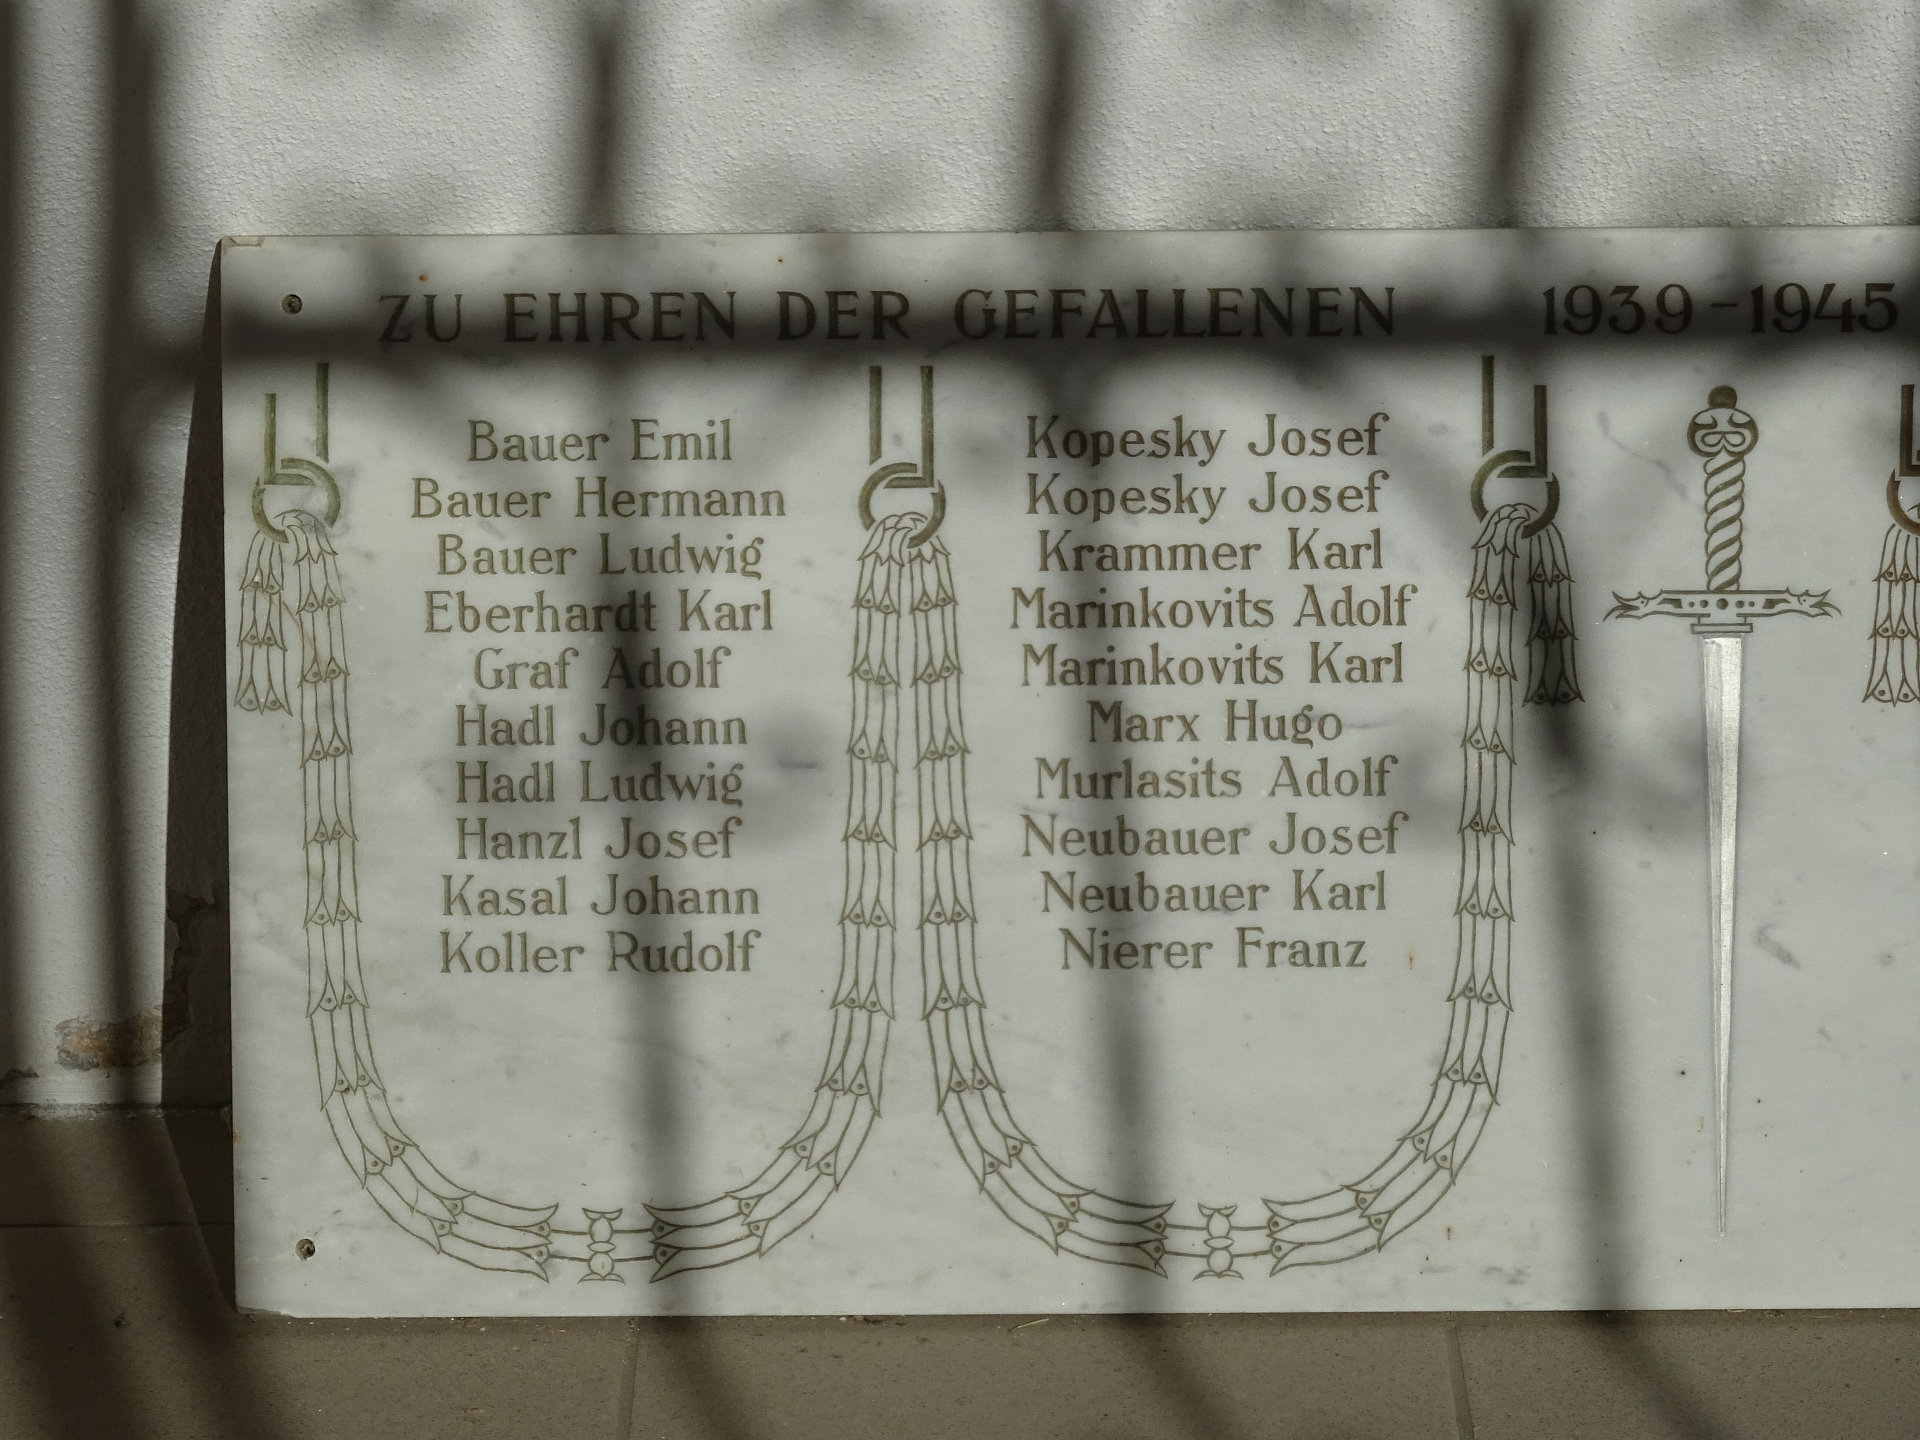 ZU EHREN DER GEFALLENEN 1939-1945
Bauer Emil
Bauer Hermann
Bauer Ludwig
Eberhardt Karl
Graf Adolf
Hadl Johann
Hadl Ludwig
Hanzl Josef
Kasal Johann
Koller Rudolf
Kopesky Josef
Kopesky Josef
Krammer Karl
Marinkovits Adolf
Marinkovits Karl
Marx Hugo
Murlasits Adolf
Neubauer Josef
Neubauer Karl
Nierer Franz